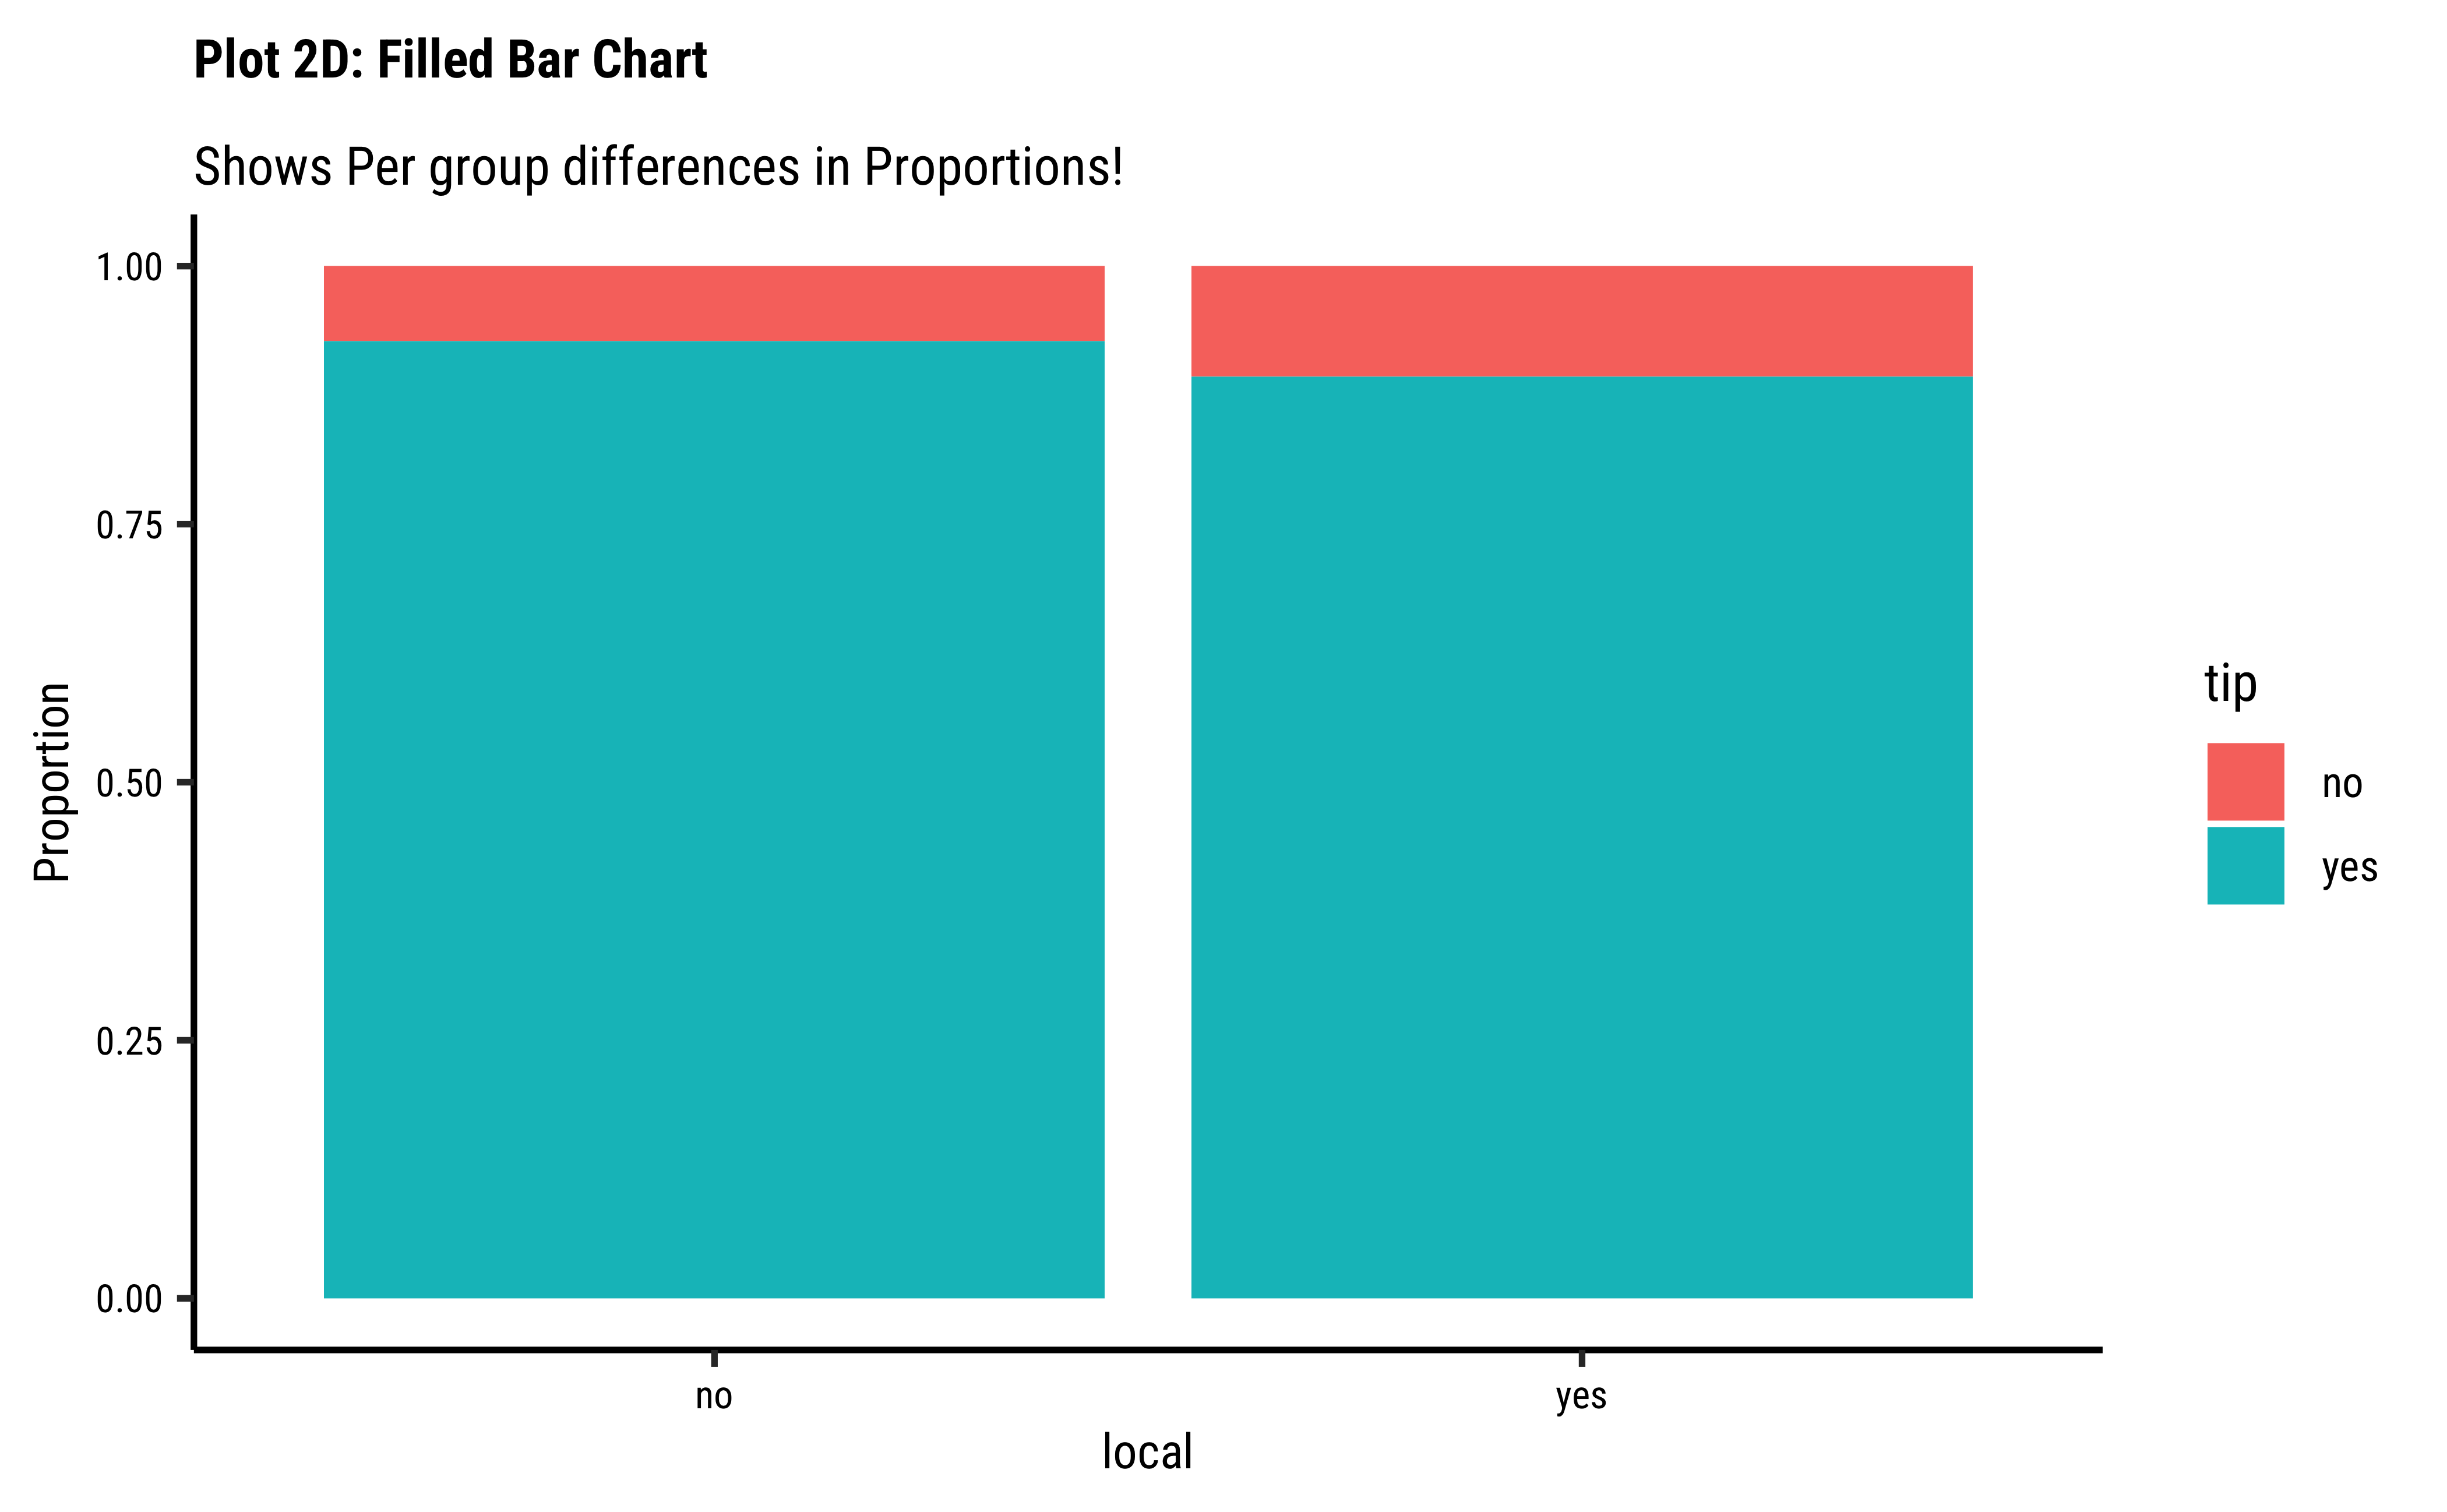 Plot 2D: Filled Bar Chart
Shows Per group differences in Proportions!
Proportion
1.00
0.75
0.50
0.25
0.00
no
yes
local
tip
no
yes